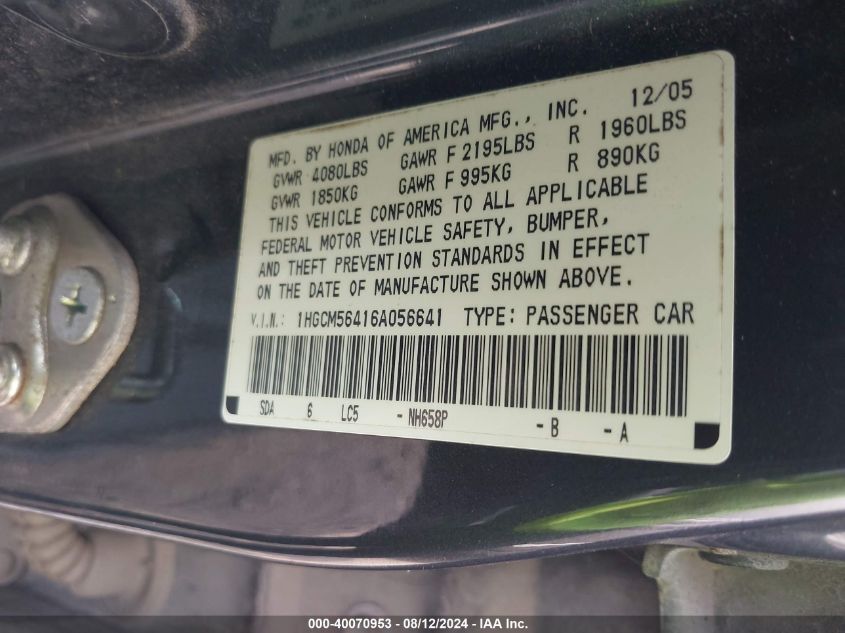 MFD. BY HONDA OF AMERICA MFG., INC. 12/05
GVWR 4080LBS GAWR F 2195LBS R 1960LBS
GVWR 1850KG GAWR F 995KG R 890KG
THIS VEHICLE CONFORMS TO ALL APPLICABLE
FEDERAL MOTOR VEHICLE SAFETY, BUMPER,
AND THEFT PREVENTION STANDARDS IN EFFECT
ON THE DATE OF MANUFACTURE SHOWN ABOVE.
V.I.N.: 1HGCM56416A056641 TYPE: PASSENGER CAR
SDA 6 LC5 - NH658P - B - A
000-40070953 - 08/12/2024 - IAA Inc.